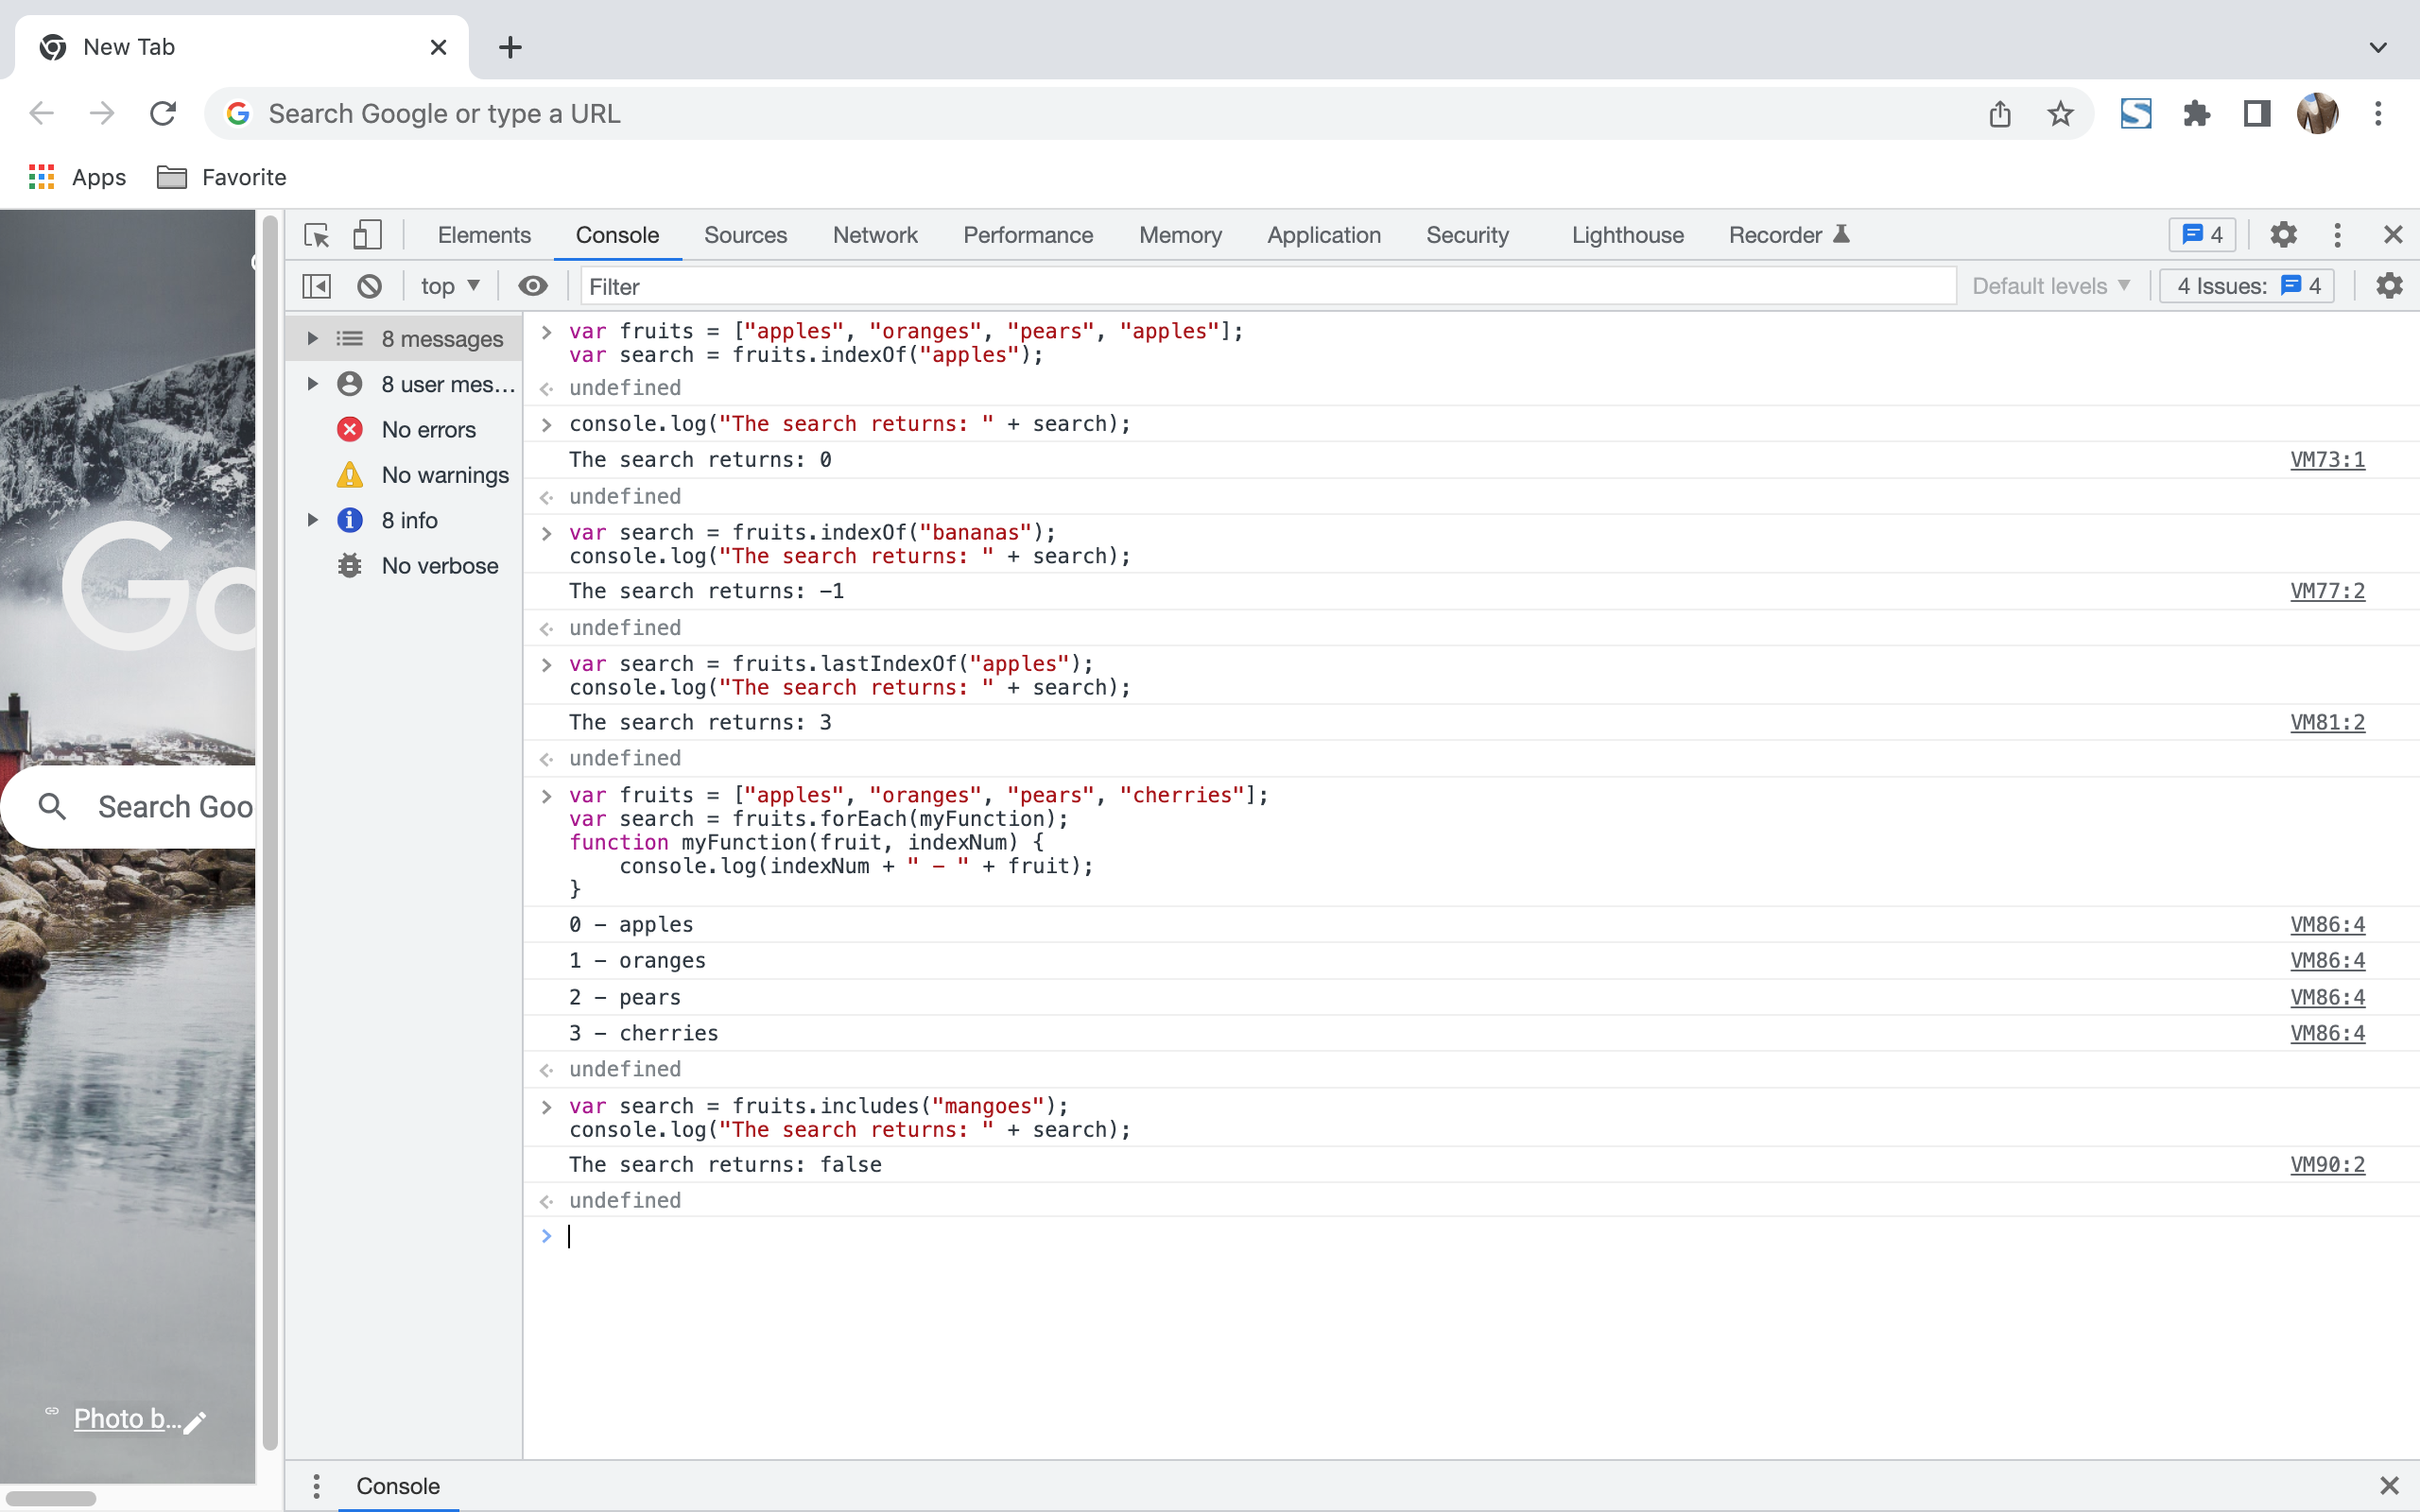 New Tab
Search Google or type a URL
Apps
Favorite
Elements
Console
Sources
Network
Performance
Memory
Application
Security
Lighthouse
Recorder
4
top
Filter
Default levels
4 Issues:
4
8 messages
8 user mes...
No errors
No warnings
8 info
No verbose
Go
Search Goo
Photo b...
var fruits = ["apples", "oranges", "pears", "apples"];
var search = fruits.indexOf("apples");
undefined
console.log("The search returns: " + search);
The search returns: 0 VM73:1
undefined
var search = fruits.indexOf("bananas");
console.log("The search returns: " + search);
The search returns: -1 VM77:2
undefined
var search = fruits.lastIndexOf("apples");
console.log("The search returns: " + search);
The search returns: 3 VM81:2
undefined
var fruits = ["apples", "oranges", "pears", "cherries"];
var search = fruits.forEach(myFunction);
function myFunction(fruit, indexNum) {
    console.log(indexNum + " - " + fruit);
}
0 - apples VM86:4
1 - oranges VM86:4
2 - pears VM86:4
3 - cherries VM86:4
undefined
var search = fruits.includes("mangoes");
console.log("The search returns: " + search);
The search returns: false VM90:2
undefined
Console